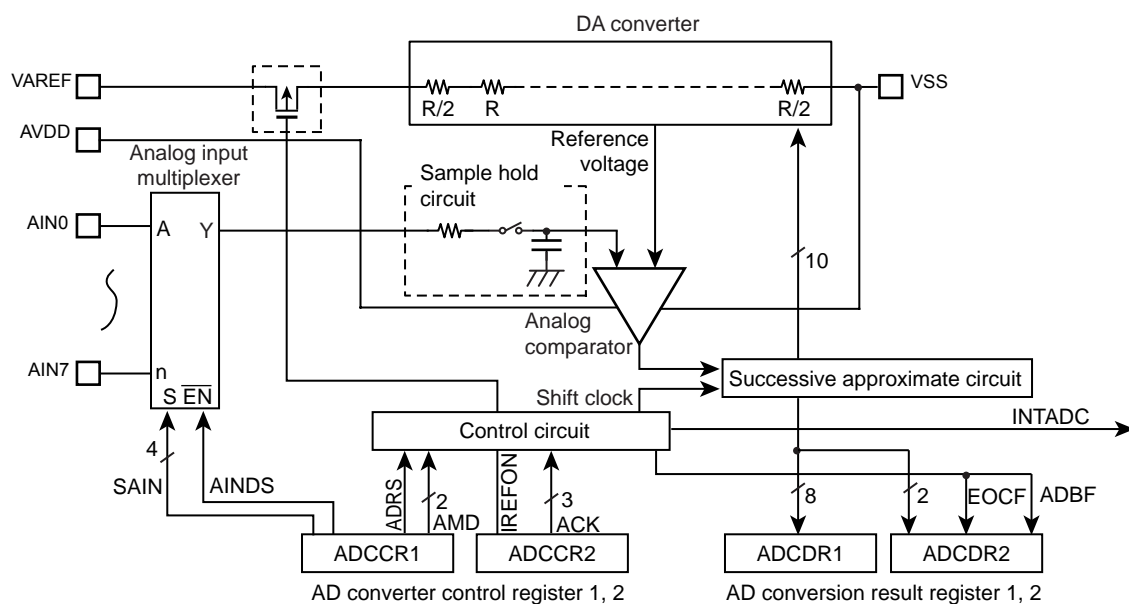 DA converter
VAREF
VSS
R/2
R
R/2
AVDD
Analog input
multiplexer
Reference
voltage
Sample hold
circuit
AIN0
A
Y
10
Analog
comparator
AIN7
n
S
EN
Successive approximate circuit
Shift clock
INTADC
Control circuit
4
SAIN
AINDS
ADRS
2
AMD
IREFON
3
ACK
8
2
EOCF
ADBF
ADCCR1
ADCCR2
ADCDR1
ADCDR2
AD converter control register 1, 2
AD conversion result register 1, 2